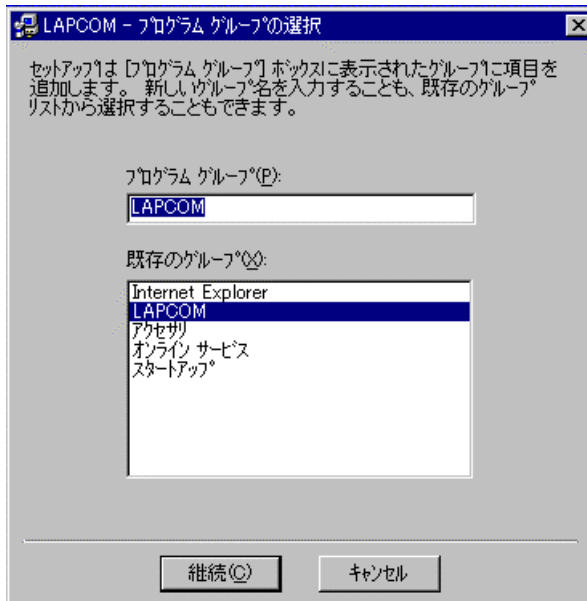 LAPCOM - プログラム グループの選択
セットアップは [プログラム グループ] ボックスに表示されたグループに項目を
追加します。 新しいグループ名を入力することも、既存のグループ
リストから選択することもできます。
プログラム グループ(P):
LAPCOM
既存のグループ(X):
Internet Explorer
LAPCOM
アクセサリ
オンライン サービス
スタートアップ
継続(C)
キャンセル